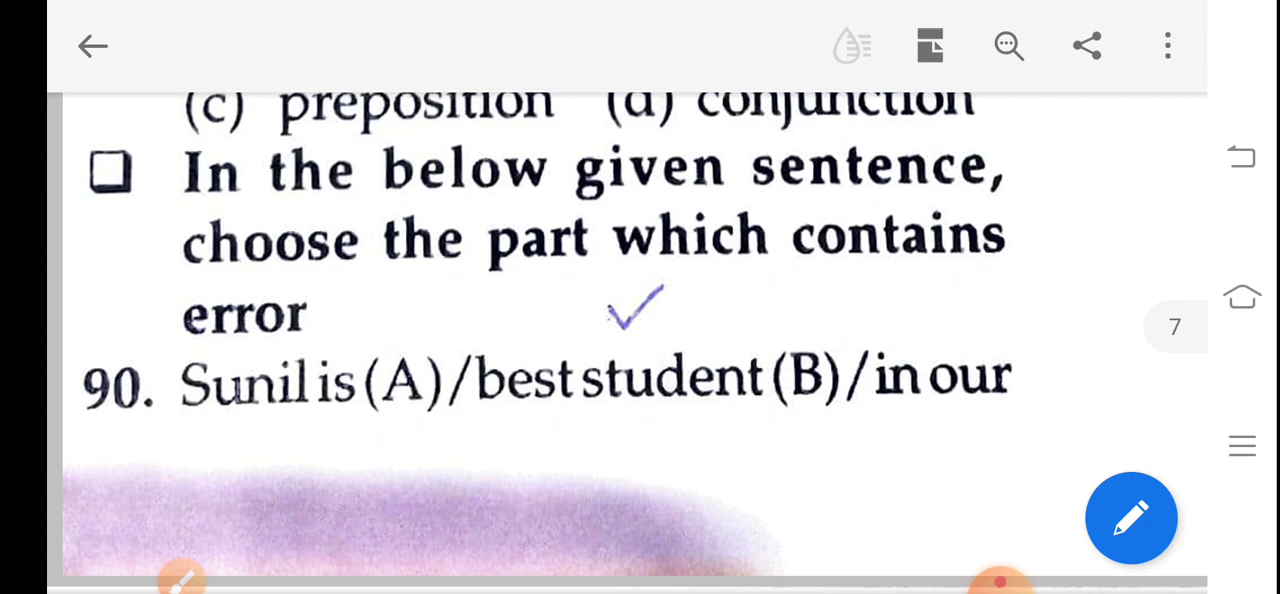 (c) preposition (d) conjunction
❑ In the below given sentence,
choose the part which contains
error
7
90. Sunil is (A)/best student (B)/in our